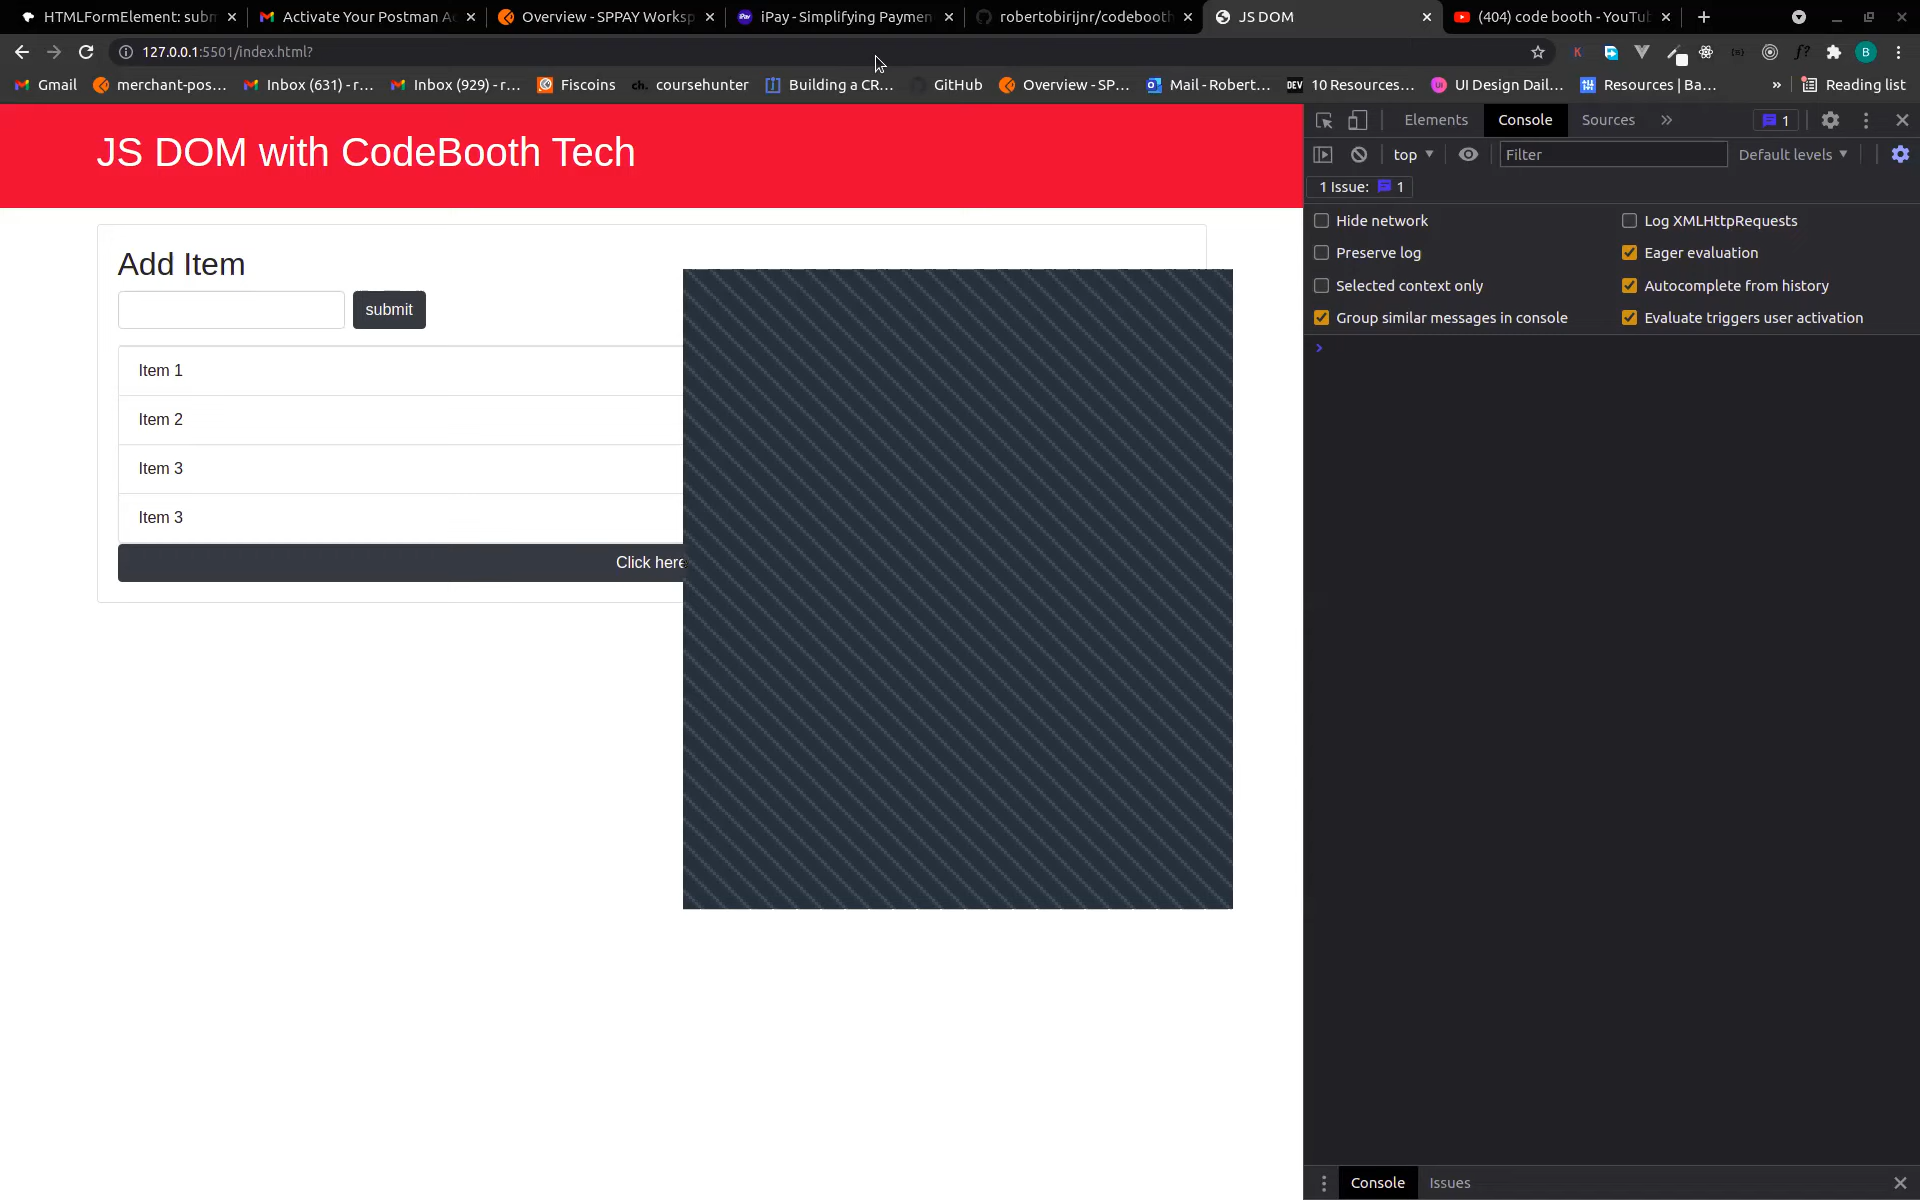 HTMLFormElement: subm
Activate Your Postman A
Overview - SPPAY Worksp
iPay - Simplifying Paymen
robertobirijnr/codebooth
JS DOM
(404) code booth - YouTub
127.0.0.1:5501/index.html?
Gmail
merchant-pos...
Inbox (631) - r...
Inbox (929) - r...
Fiscoins
ch. coursehunter
Building a CR...
GitHub
Overview - SP...
Mail - Robert...
DEV 10 Resources...
UI Design Dail...
Resources | Ba...
»
Reading list
JS DOM with CodeBooth Tech
Add Item
submit
Item 1
Item 2
Item 3
Item 3
Click here
Elements
Console
Sources
»
1
top
Filter
Default levels
1 Issue: 1
Hide network
Log XMLHttpRequests
Preserve log
Eager evaluation
Selected context only
Autocomplete from history
Group similar messages in console
Evaluate triggers user activation
Console
Issues